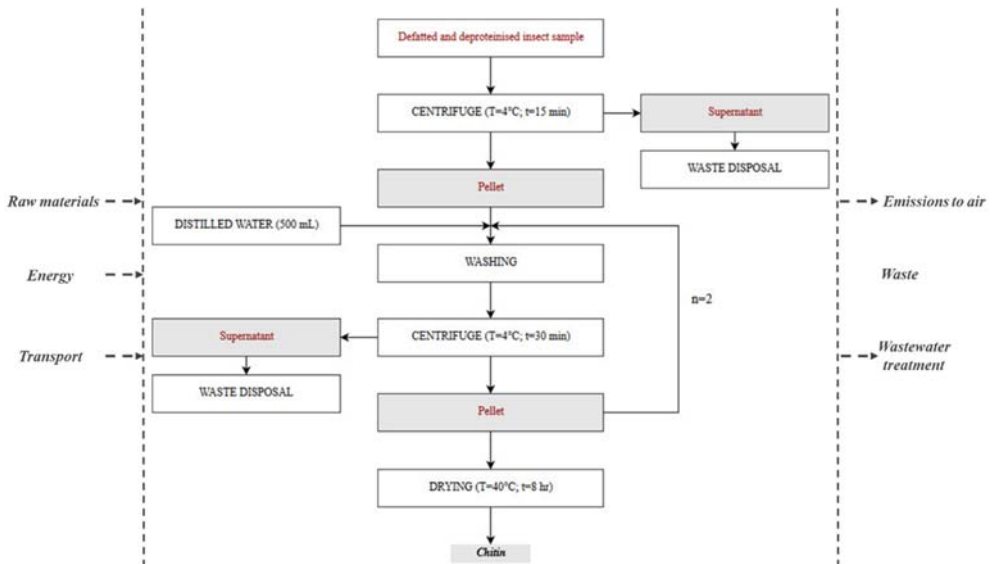 Defatted and deproteinised insect sample
CENTRIFUGE (T=4°C; t=15 min)
Supernatant
WASTE DISPOSAL
Pellet
Raw materials
Emissions to air
DISTILLED WATER (500 mL)
WASHING
Energy
Waste
n=2
Supernatant
CENTRIFUGE (T=4°C; t=30 min)
Transport
Wastewater
treatment
WASTE DISPOSAL
Pellet
DRYING (T=40°C; t=8 hr)
Chitin